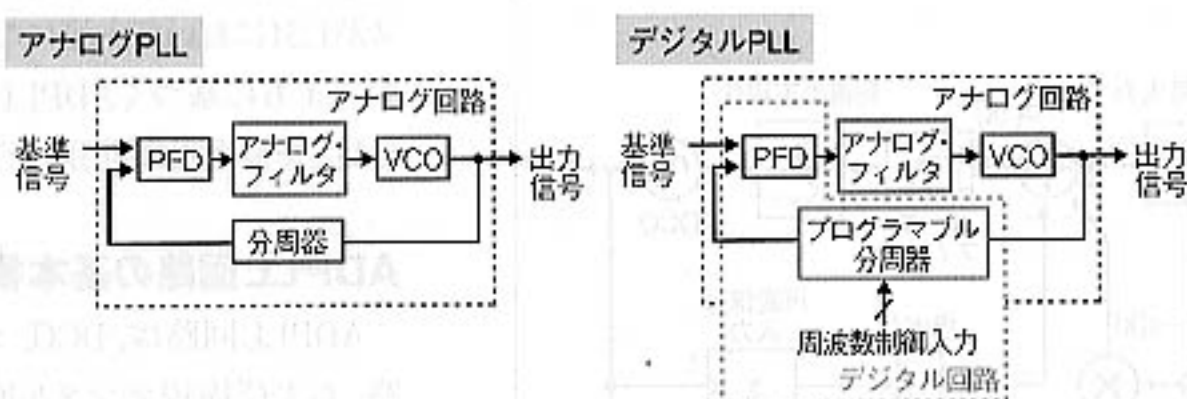 アナログPLL
アナログ回路
基準
信号
PFD
アナログ・
フィルタ
VCO
出力
信号
分周器
デジタルPLL
アナログ回路
基準
信号
PFD
アナログ・
フィルタ
VCO
出力
信号
プログラマブル
分周器
周波数制御入力
デジタル回路